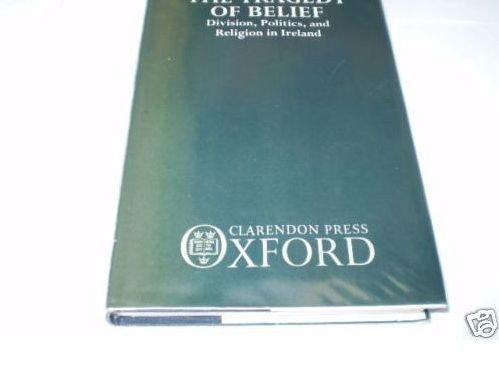 THE TRAGEDY
OF BELIEF
Division, Politics, and
Religion in Ireland
CLARENDON PRESS
OXFORD